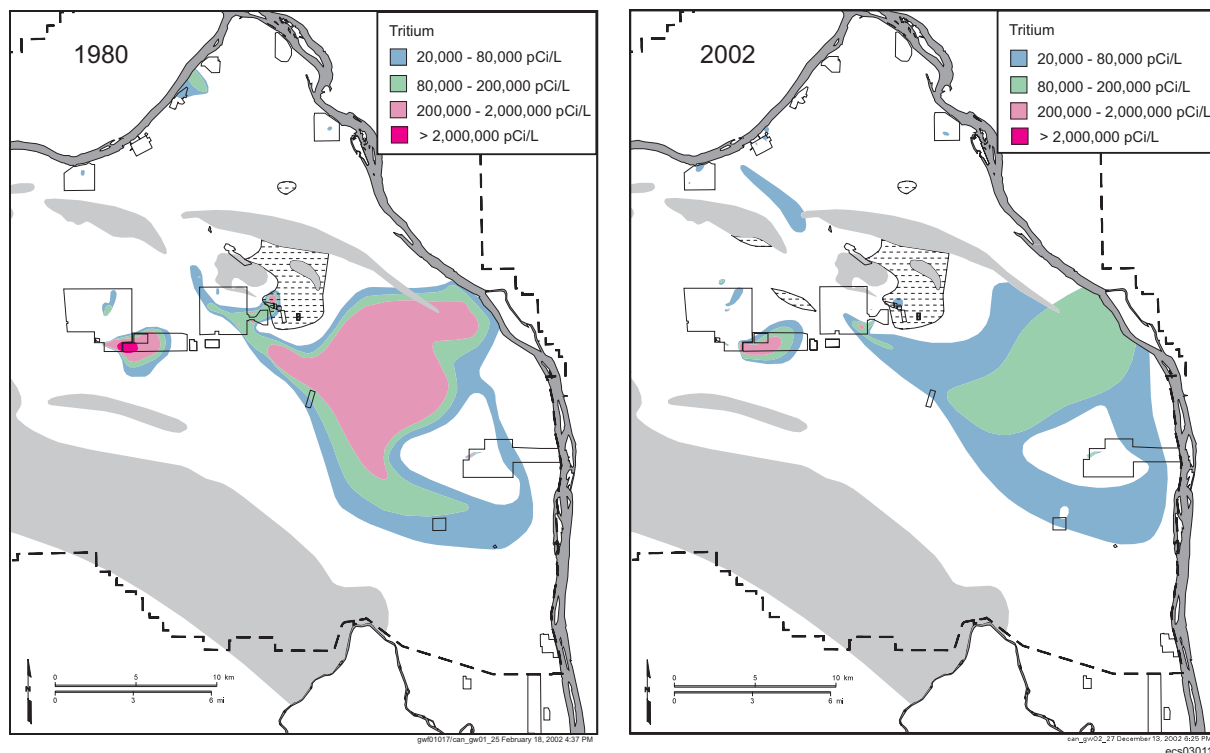 1980
Tritium
20,000 - 80,000 pCi/L
80,000 - 200,000 pCi/L
200,000 - 2,000,000 pCi/L
> 2,000,000 pCi/L
0 5 10 km
0 3 6 mi
N
gwf01017/can_gw01_25 February 18, 2002 4:37 PM
2002
Tritium
20,000 - 80,000 pCi/L
80,000 - 200,000 pCi/L
200,000 - 2,000,000 pCi/L
> 2,000,000 pCi/L
0 5 10 km
0 3 6 mi
N
can_gw02_27 December 13, 2002 6:25 PM
ecs03011